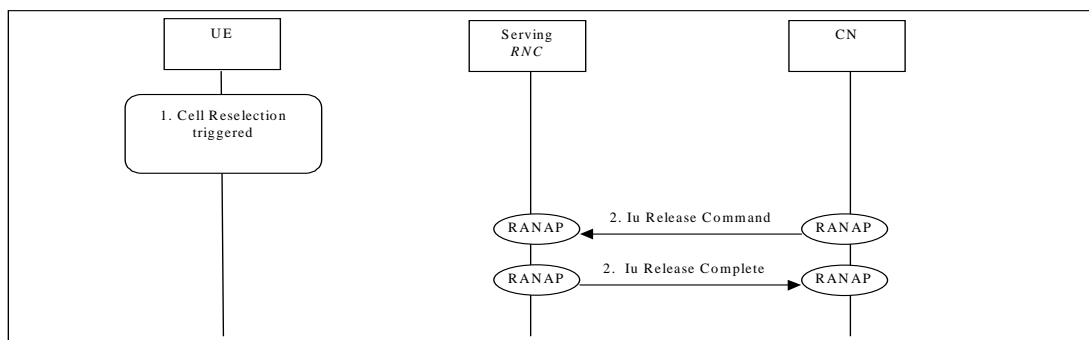 UE
Serving
RNC
CN
1. Cell Reselection
triggered
2. Iu Release Command
RANAP
RANAP
2. Iu Release Complete
RANAP
RANAP